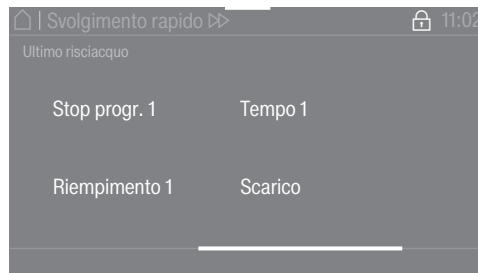 Svolgimento rapido 11:02
Ultimo risciacquo
Stop progr. 1 Tempo 1
Riempimento 1 Scarico